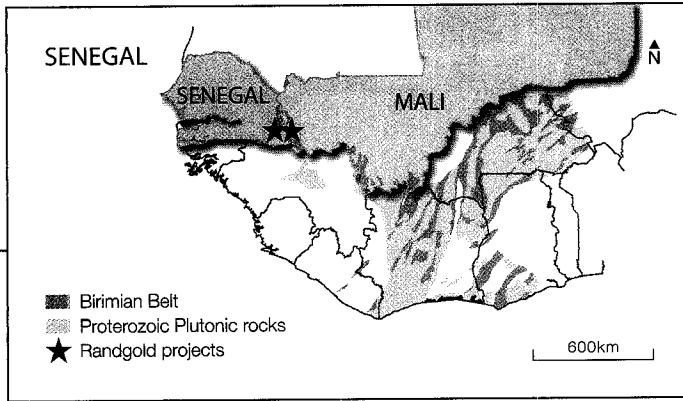 SENEGAL
N
SENEGAL
MALI
Birimian Belt
Proterozoic Plutonic rocks
Randgold projects
600km